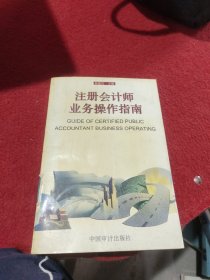 注册会计师
业务操作指南
GUIDE OF CERTIFIED PUBLIC
ACCOUNTANT BUSINESS OPERATING
中国审计出版社